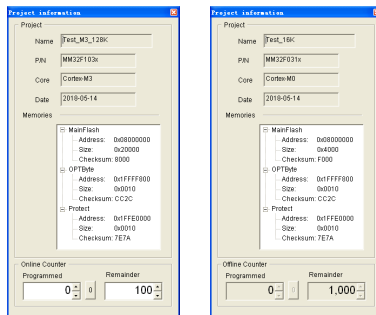 Project information
Project
Name Test_M3_128K
P/N MM32F103x
Core Cortex-M3
Date 2018-05-14
Memories
MainFlash
Address: 0x08000000
Size: 0x20000
Checksum: 8000
OPTByte
Address: 0x1FFFF800
Size: 0x0010
Checksum: CC2C
Protect
Address: 0x1FFE0000
Size: 0x0010
Checksum: 7E7A
Online Counter
Programmed Remainder
0 0 100
Project information
Project
Name Test_16K
P/N MM32F031x
Core Cortex-M0
Date 2018-05-14
Memories
MainFlash
Address: 0x08000000
Size: 0x4000
Checksum: F000
OPTByte
Address: 0x1FFFF800
Size: 0x0010
Checksum: CC2C
Protect
Address: 0x1FFE0000
Size: 0x0010
Checksum: 7E7A
Offline Counter
Programmed Remainder
0 0 1,000